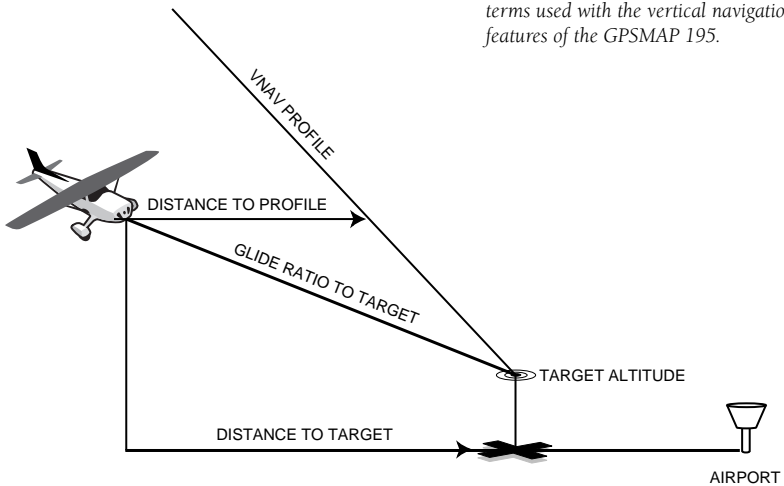 terms used with the vertical navigatio
features of the GPSMAP 195.
VNAV PROFILE
DISTANCE TO PROFILE
GLIDE RATIO TO TARGET
TARGET ALTITUDE
DISTANCE TO TARGET
AIRPORT